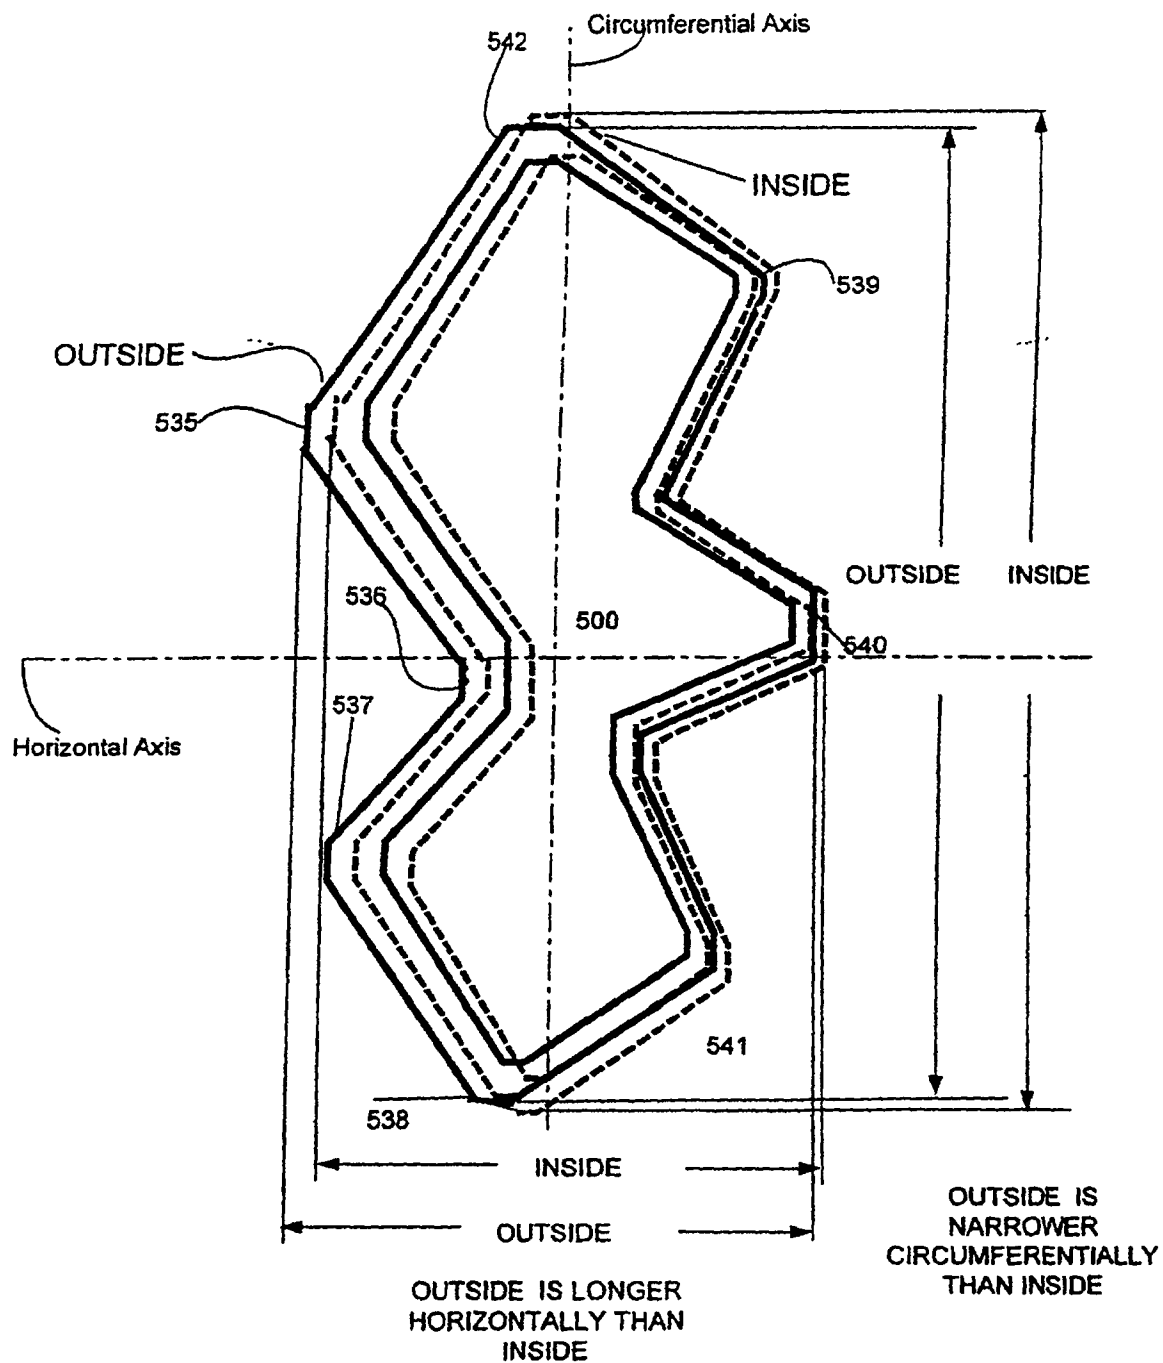 Circumferential Axis
542
INSIDE
539
OUTSIDE
535
OUTSIDE
INSIDE
536
500
540
537
Horizontal Axis
541
538
INSIDE
OUTSIDE
OUTSIDE IS
NARROWER
CIRCUMFERENTIALLY
THAN INSIDE
OUTSIDE IS LONGER
HORIZONTALLY THAN
INSIDE